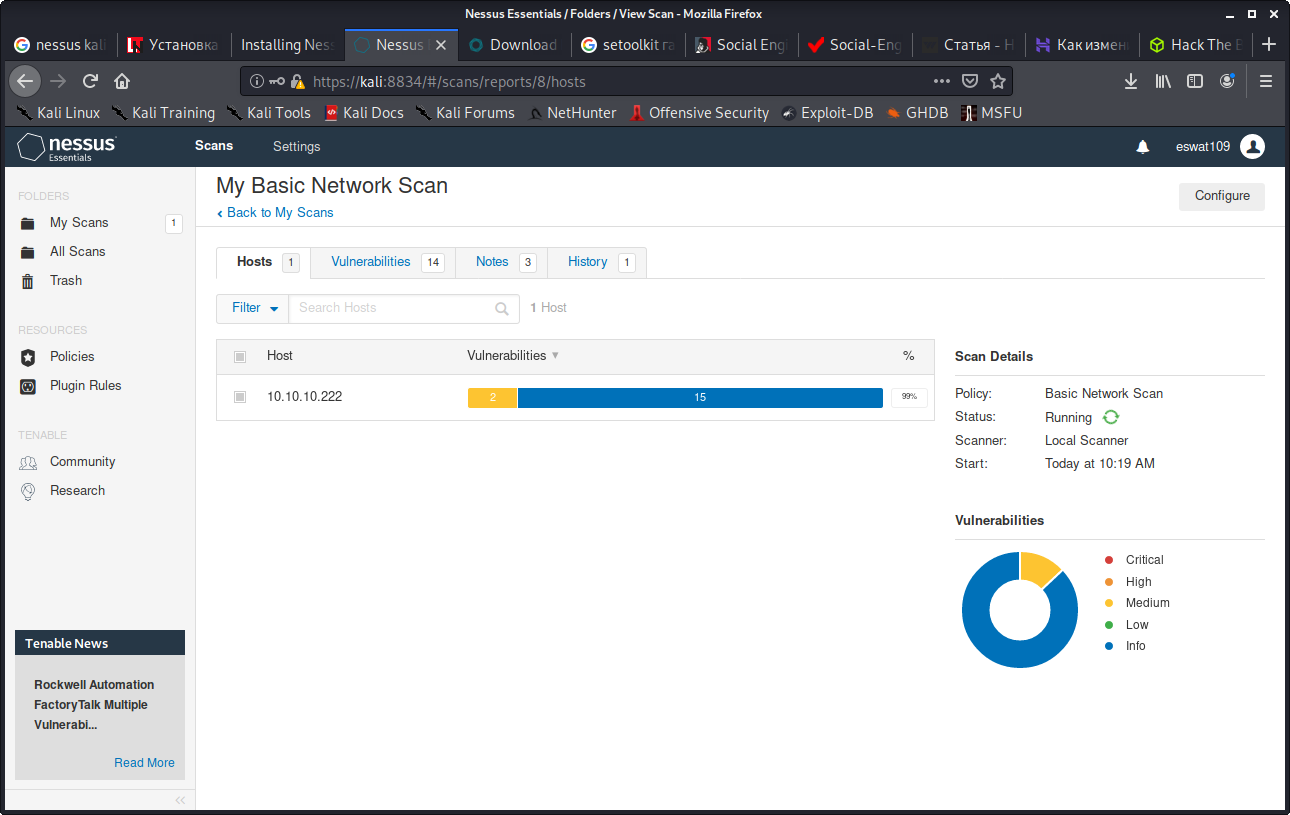 Nessus Essentials / Folders / View Scan - Mozilla Firefox
nessus kali
Установка
Installing Nes
Nessus
Download
setoolkit ra
Social Eng
Social-Eng
Статья - H
Как измен
Hack The B
https://kali:8834/#/scans/reports/8/hosts
Kali Linux Kali Training Kali Tools Kali Docs Kali Forums NetHunter Offensive Security Exploit-DB GHDB MSFU
nessus
Essentials
Scans Settings eswat109
FOLDERS
My Scans 1
All Scans
Trash
RESOURCES
Policies
Plugin Rules
TENABLE
Community
Research
Tenable News
Rockwell Automation
FactoryTalk Multiple
Vulnerabi...
Read More
My Basic Network Scan
Back to My Scans
Configure
Hosts 1 Vulnerabilities 14 Notes 3 History 1
Filter Search Hosts 1 Host
Host Vulnerabilities %
10.10.10.222 2 15 99%
Scan Details
Policy: Basic Network Scan
Status: Running
Scanner: Local Scanner
Start: Today at 10:19 AM
Vulnerabilities
Critical
High
Medium
Low
Info